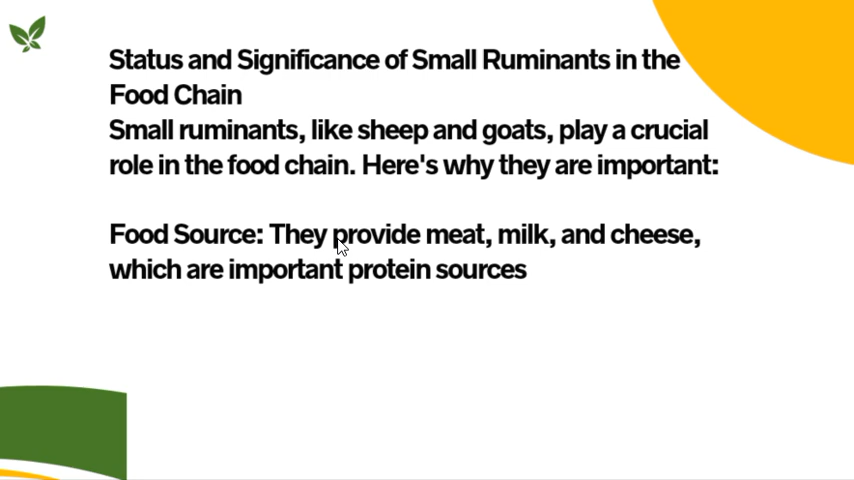 Status and Significance of Small Ruminants in the
Food Chain
Small ruminants, like sheep and goats, play a crucial
role in the food chain. Here's why they are important:
Food Source: They provide meat, milk, and cheese,
which are important protein sources